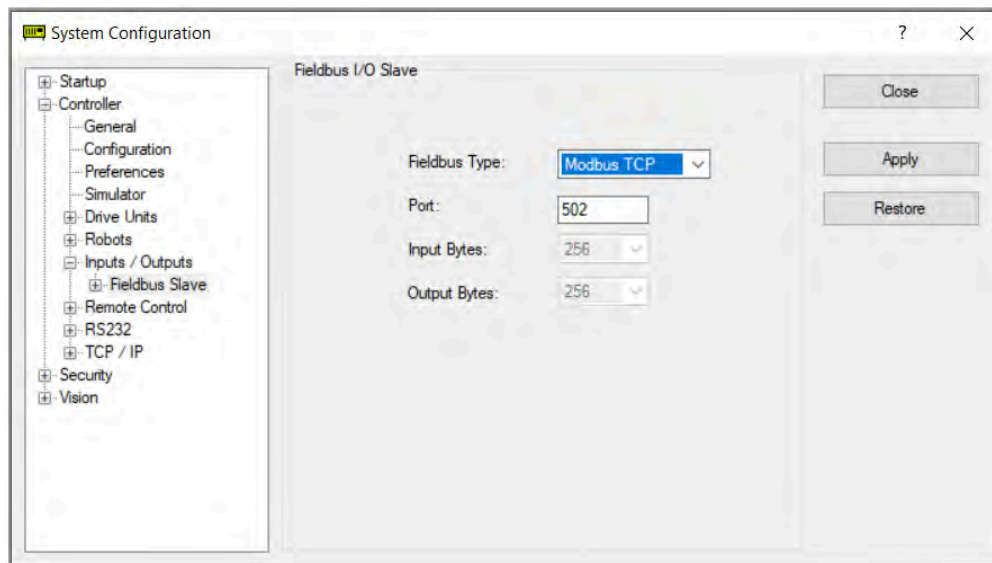 System Configuration
?
Startup
Controller
General
Configuration
Preferences
Simulator
Drive Units
Robots
Inputs / Outputs
Fieldbus Slave
Remote Control
RS232
TCP / IP
Security
Vision
Fieldbus I/O Slave
Fieldbus Type: Modbus TCP
Port: 502
Input Bytes: 256
Output Bytes: 256
Close
Apply
Restore